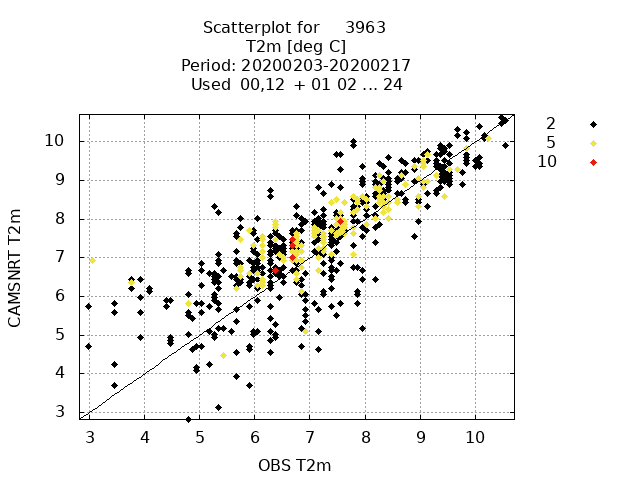 Scatterplot for 3963
T2m [deg C]
Period: 20200203-20200217
Used 00,12 + 01 02 ... 24
2
5
10
10
9
8
7
6
5
4
3
CAMSNRT T2m
3 4 5 6 7 8 9 10
OBS T2m